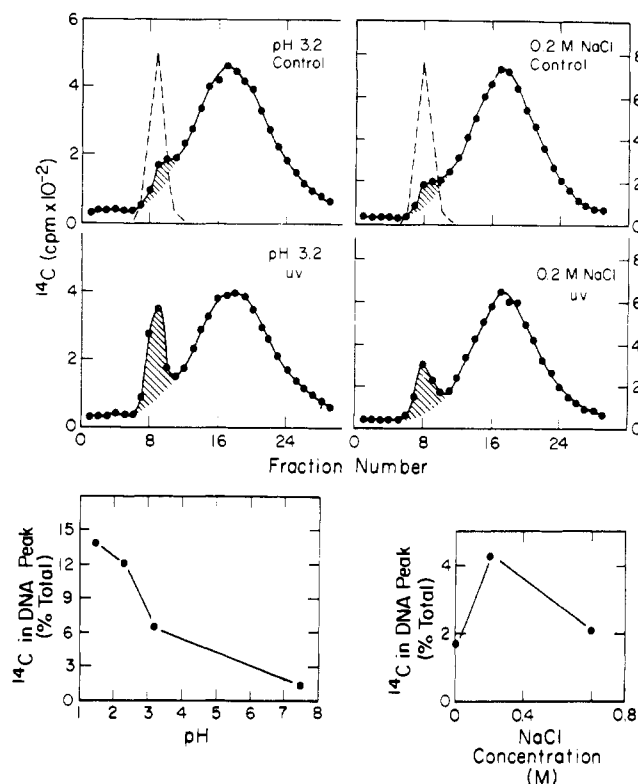 6
4
2
0
pH 3.2
Control
0.2 M NaCl
Control
8
6
4
2
0
¹⁴C (cpm x 10⁻²)
4
2
0
pH 3.2
uv
0.2 M NaCl
uv
8
6
4
2
0
0 8 16 24
0 8 16 24
Fraction Number
¹⁴C in DNA Peak
(% Total)
15
12
9
6
3
0
1 2 3 4 5 6 7 8
pH
¹⁴C in DNA Peak
(% Total)
4
2
0
0 0.4 0.8
NaCl
Concentration
(M)